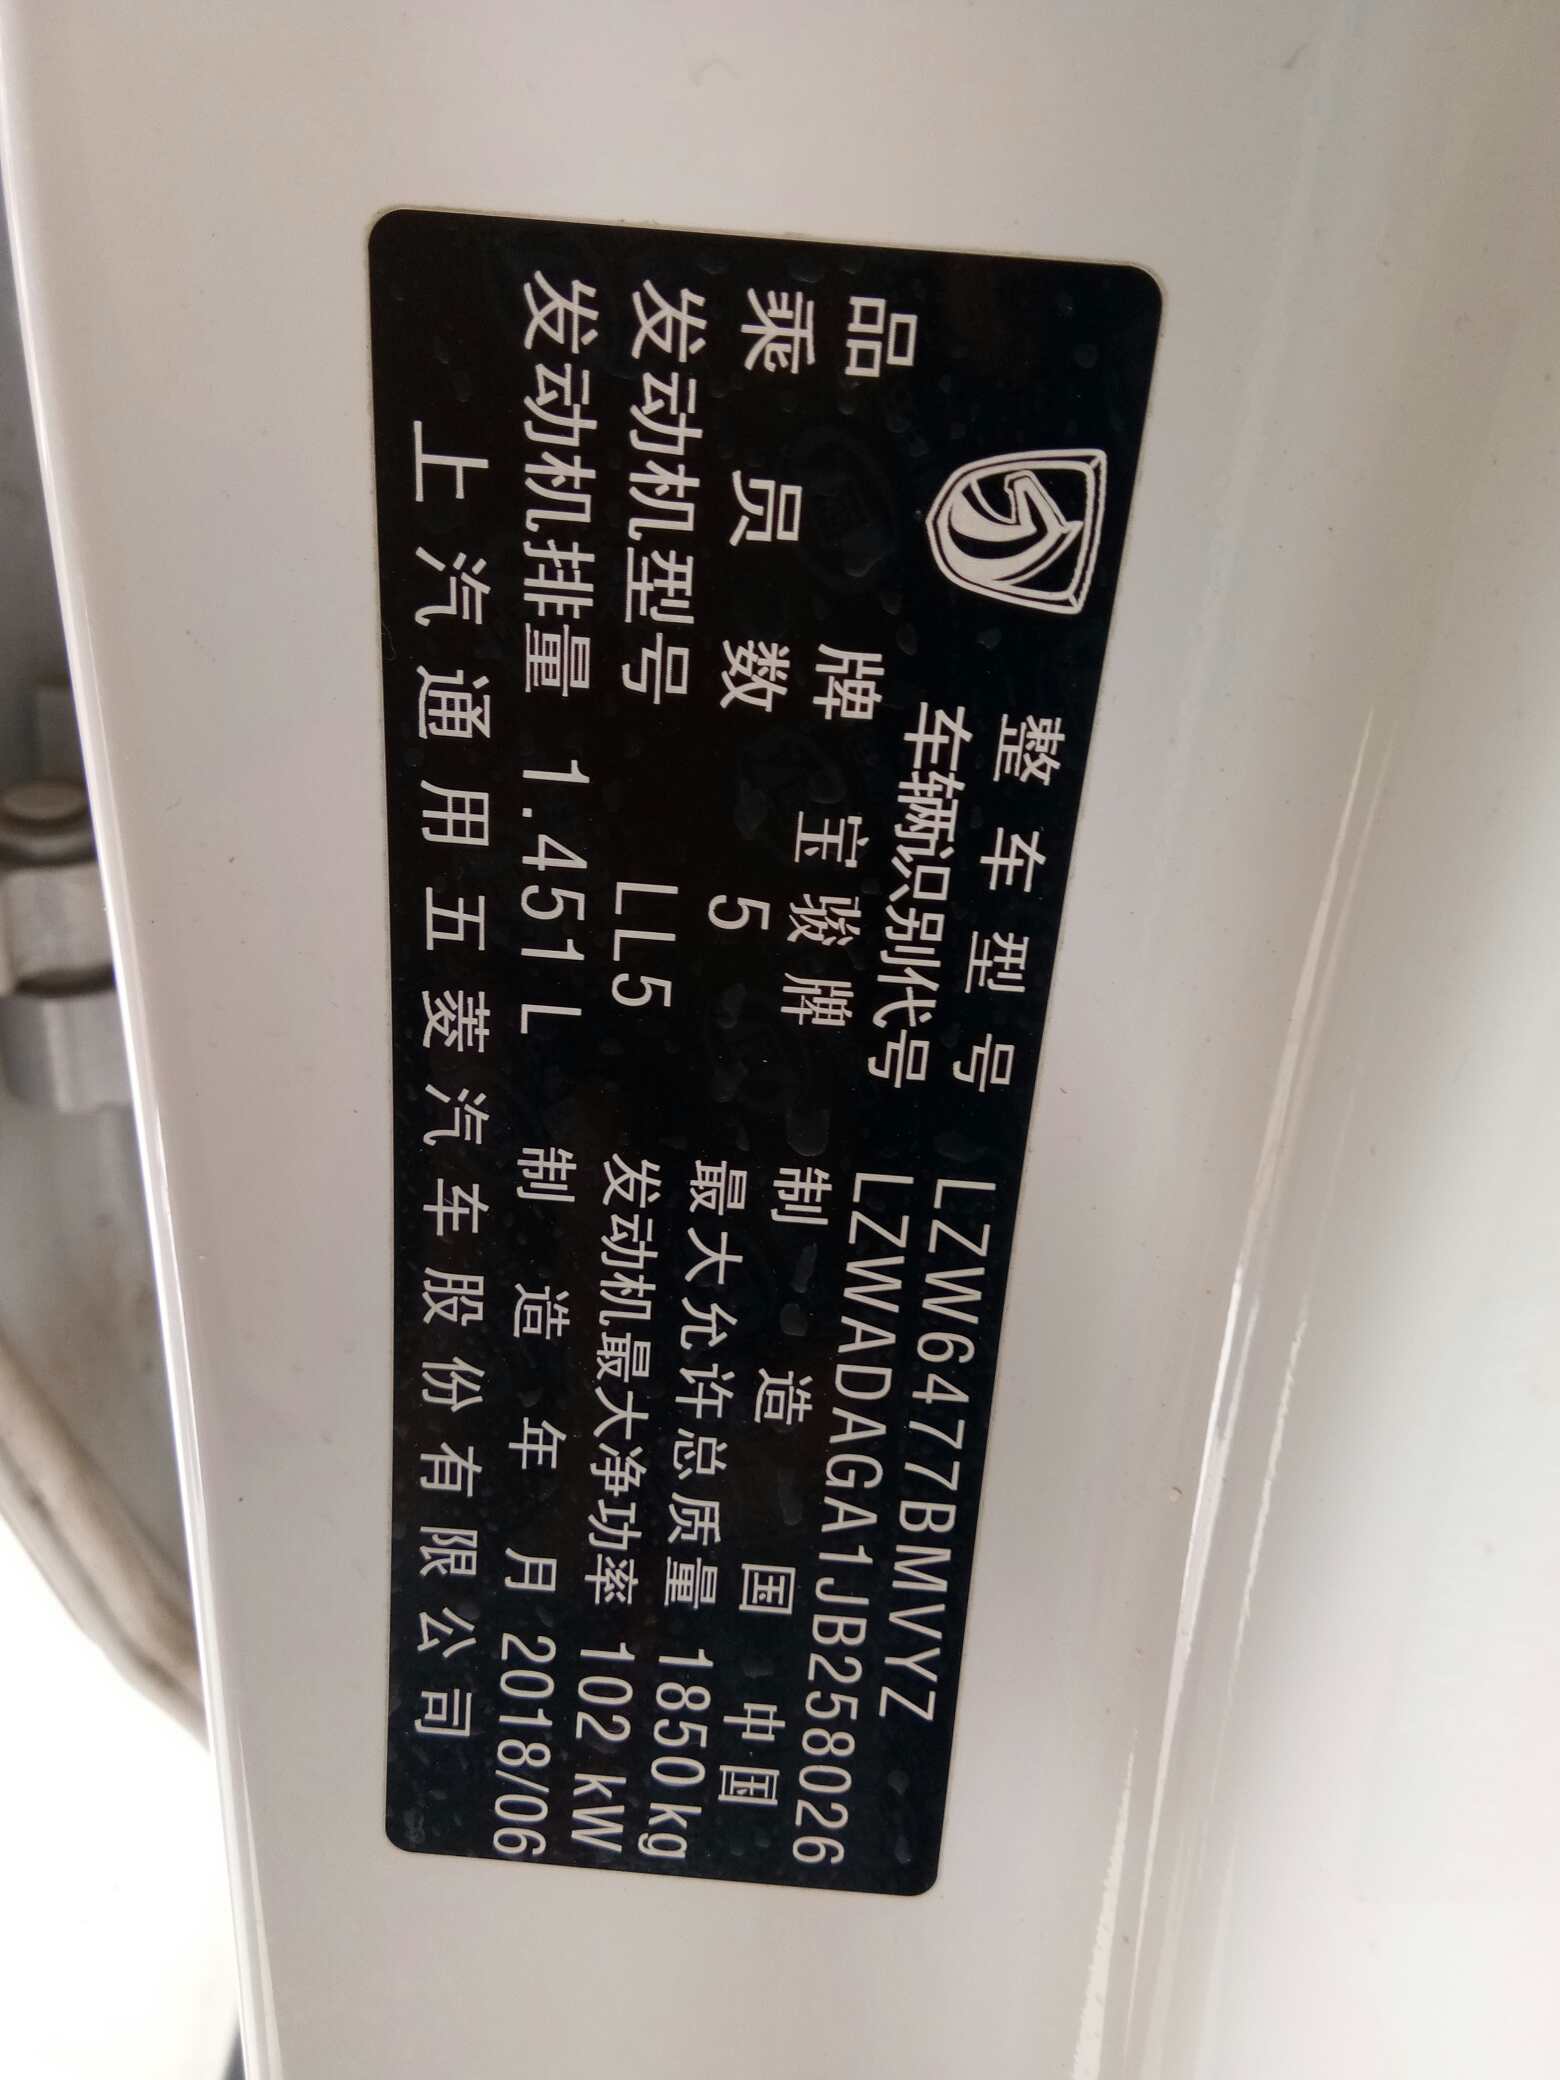 整车型号 LZW6477BMVYZ
车辆识别代号 LZWADAGA1JB258026
品牌 宝骏牌 制造国 中国
乘员数 5 最大允许总质量 1850kg
发动机型号 LL5 发动机最大净功率 102kW
发动机排量 1.451L 制造年月 2018/06
上汽通用五菱汽车股份有限公司